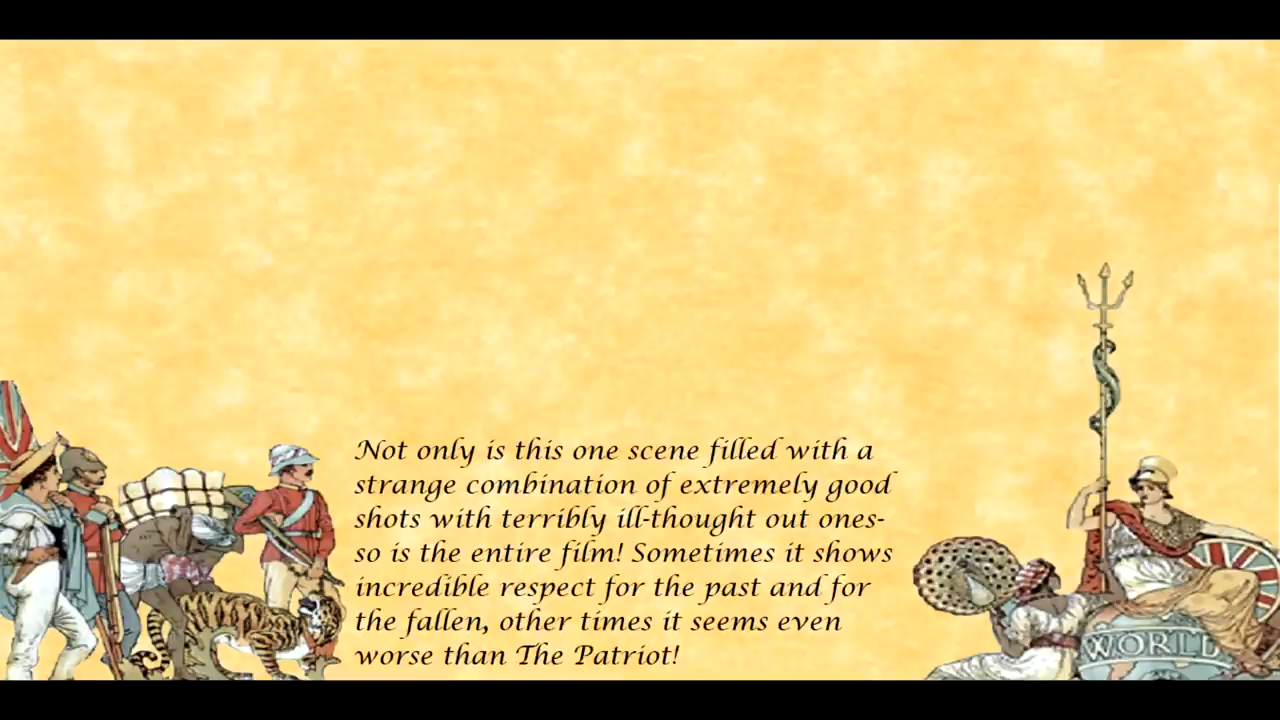 Not only is this one scene filled with a
strange combination of extremely good
shots with terribly ill-thought out ones-
so is the entire film! Sometimes it shows
incredible respect for the past and for
the fallen, other times it seems even
worse than The Patriot!
WORLD